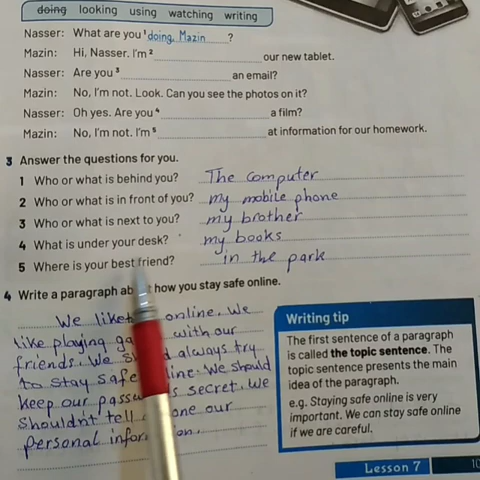 doing looking using watching writing
Nasser: What are you ¹ doing, Mazin ?
Mazin: Hi, Nasser. I'm ² our new tablet.
Nasser: Are you ³ an email?
Mazin: No, I'm not. Look. Can you see the photos on it?
Nasser: Oh yes. Are you ⁴ a film?
Mazin: No, I'm not. I'm ⁵ at information for our homework.
3 Answer the questions for you.
1 Who or what is behind you? The Computer
2 Who or what is in front of you? my mobile phone
3 Who or what is next to you? my brother
4 What is under your desk? my books
5 Where is your best friend? in the park
4 Write a paragraph how you stay safe online.
We like online. We
like playing with our
friends. We always try
to stay safe We should
keep our secret. We
Shouldn't tell our
personal
Writing tip
The first sentence of a paragraph
is called the topic sentence. The
topic sentence presents the main
idea of the paragraph.
e.g. Staying safe online is very
important. We can stay safe online
if we are careful.
Lesson 7